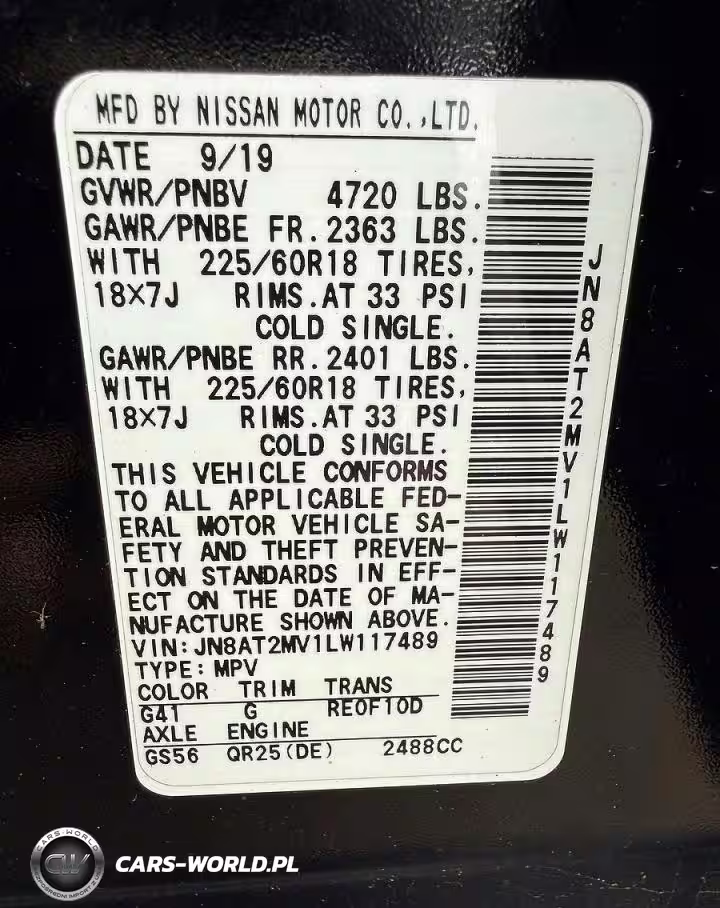 MFD BY NISSAN MOTOR CO.,LTD.
DATE 9/19
GVWR/PNBV 4720 LBS.
GAWR/PNBE FR.2363 LBS.
WITH 225/60R18 TIRES,
18×7J RIMS.AT 33 PSI
COLD SINGLE.
GAWR/PNBE RR.2401 LBS.
WITH 225/60R18 TIRES,
18×7J RIMS.AT 33 PSI
COLD SINGLE.
THIS VEHICLE CONFORMS
TO ALL APPLICABLE FED-
ERAL MOTOR VEHICLE SA-
FETY AND THEFT PREVEN-
TION STANDARDS IN EFF-
ECT ON THE DATE OF MA-
NUFACTURE SHOWN ABOVE.
VIN:JN8AT2MV1LW117489
TYPE:MPV
COLOR TRIM TRANS
G41 G RE0F10D
AXLE ENGINE
GS56 QR25(DE) 2488CC
JN8AT2MV1LW117489
CARS-WORLD
CW
CARS-WORLD.PL